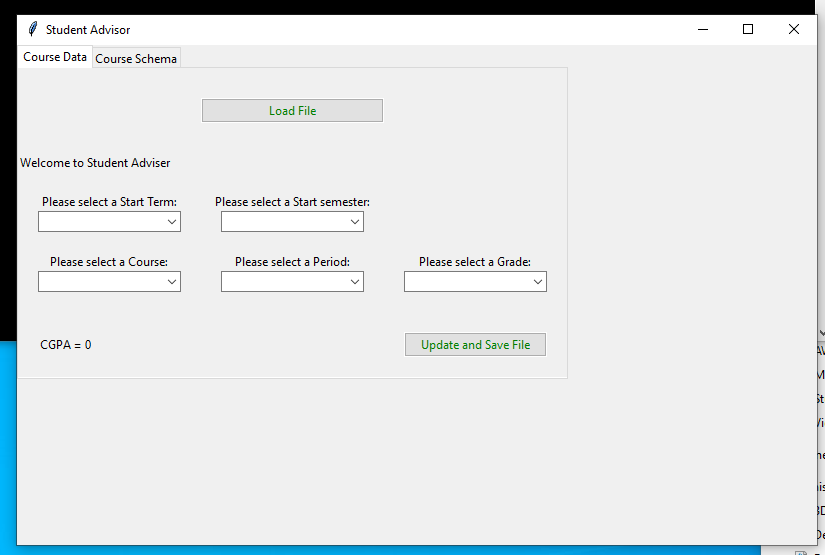 Student Advisor
Course Data Course Schema
Load File
Welcome to Student Adviser
Please select a Start Term: Please select a Start semester:
Please select a Course: Please select a Period: Please select a Grade:
CGPA = 0 Update and Save File